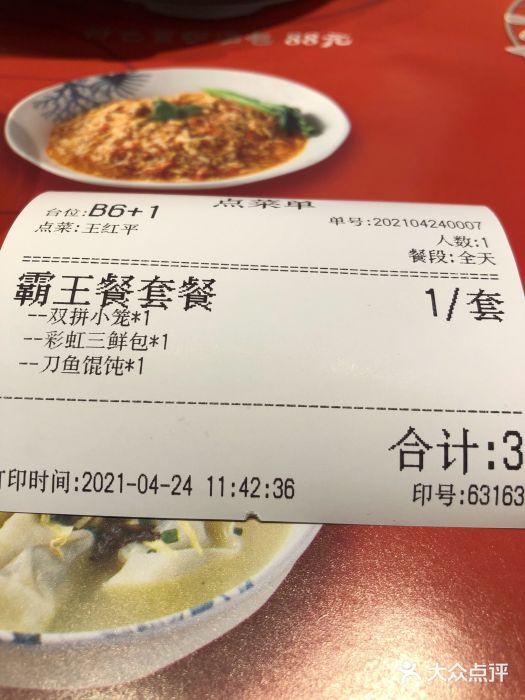 88元
点菜单
台位:B6+1
单号:202104240007
点菜:王红平
人数:1
餐段:全天
霸王餐套餐 1/套
--双拼小笼*1
--彩虹三鲜包*1
--刀鱼馄饨*1
合计:3
印时间:2021-04-24 11:42:36
印号:63163
大众点评